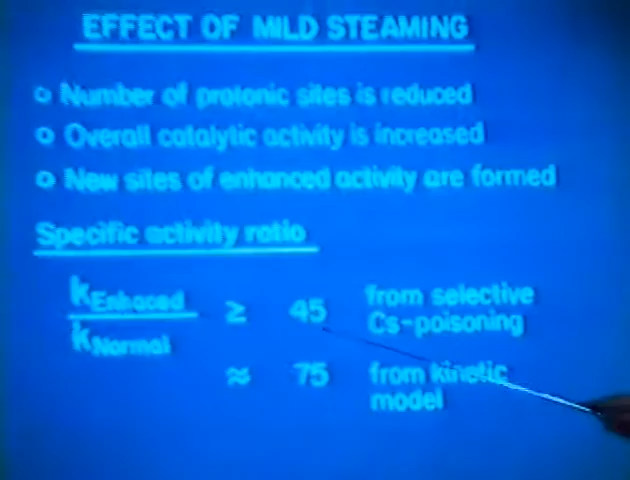 EFFECT OF MILD STEAMING
o Number of protonic sites is reduced
o Overall catalytic activity is increased
o New sites of enhanced activity are formed
Specific activity ratio
kEnhaced
kNormal
≥ 45 from selective
Cs-poisoning
≈ 75 from kinetic
model